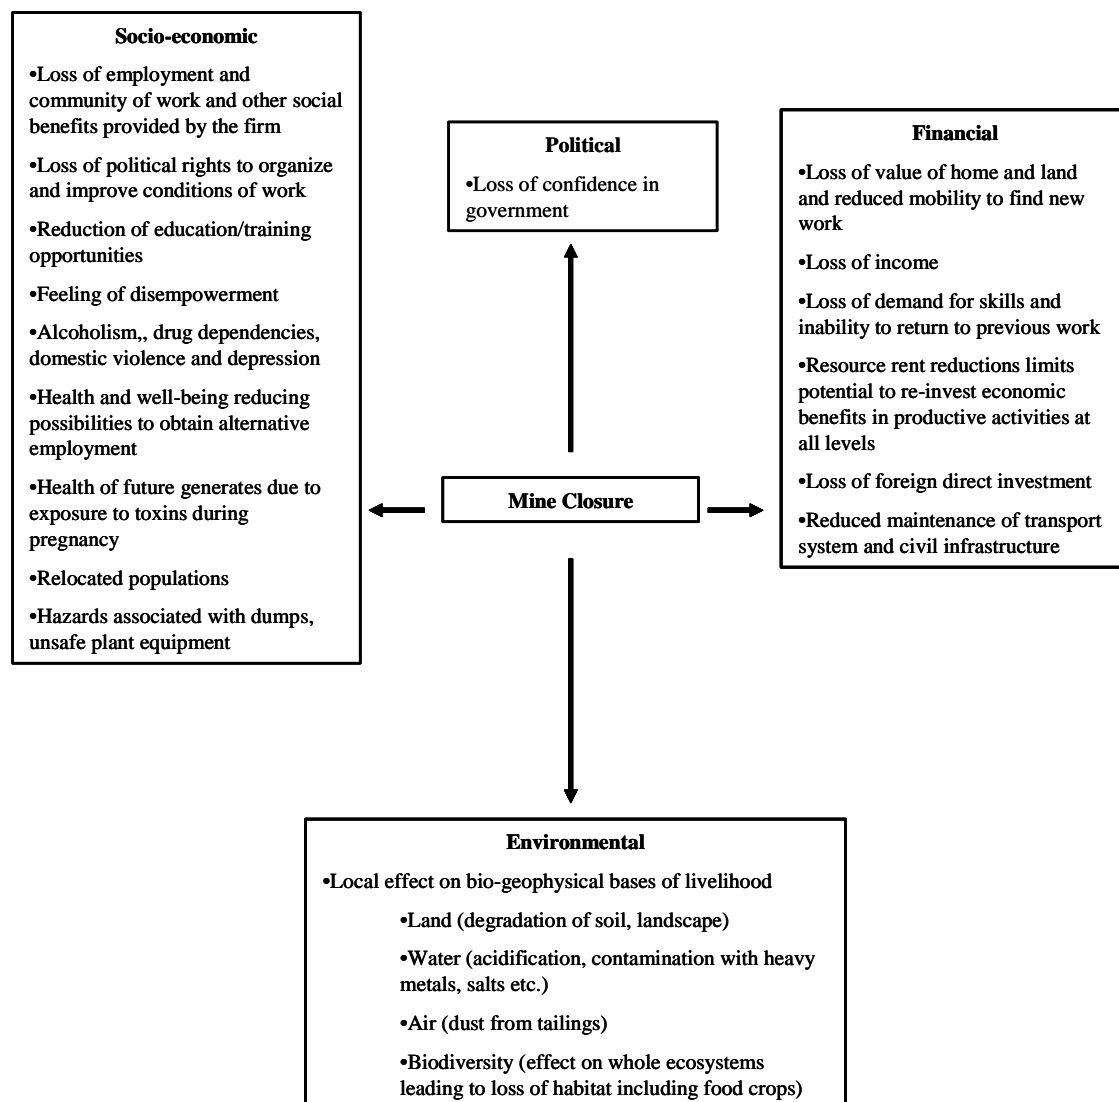 Socio-economic
•Loss of employment and
community of work and other social
benefits provided by the firm
•Loss of political rights to organize
and improve conditions of work
•Reduction of education/training
opportunities
•Feeling of disempowerment
•Alcoholism,, drug dependencies,
domestic violence and depression
•Health and well-being reducing
possibilities to obtain alternative
employment
•Health of future generates due to
exposure to toxins during
pregnancy
•Relocated populations
•Hazards associated with dumps,
unsafe plant equipment
Political
•Loss of confidence in
government
Financial
•Loss of value of home and land
and reduced mobility to find new
work
•Loss of income
•Loss of demand for skills and
inability to return to previous work
•Resource rent reductions limits
potential to re-invest economic
benefits in productive activities at
all levels
•Loss of foreign direct investment
•Reduced maintenance of transport
system and civil infrastructure
Mine Closure
Environmental
•Local effect on bio-geophysical bases of livelihood
•Land (degradation of soil, landscape)
•Water (acidification, contamination with heavy
metals, salts etc.)
•Air (dust from tailings)
•Biodiversity (effect on whole ecosystems
leading to loss of habitat including food crops)